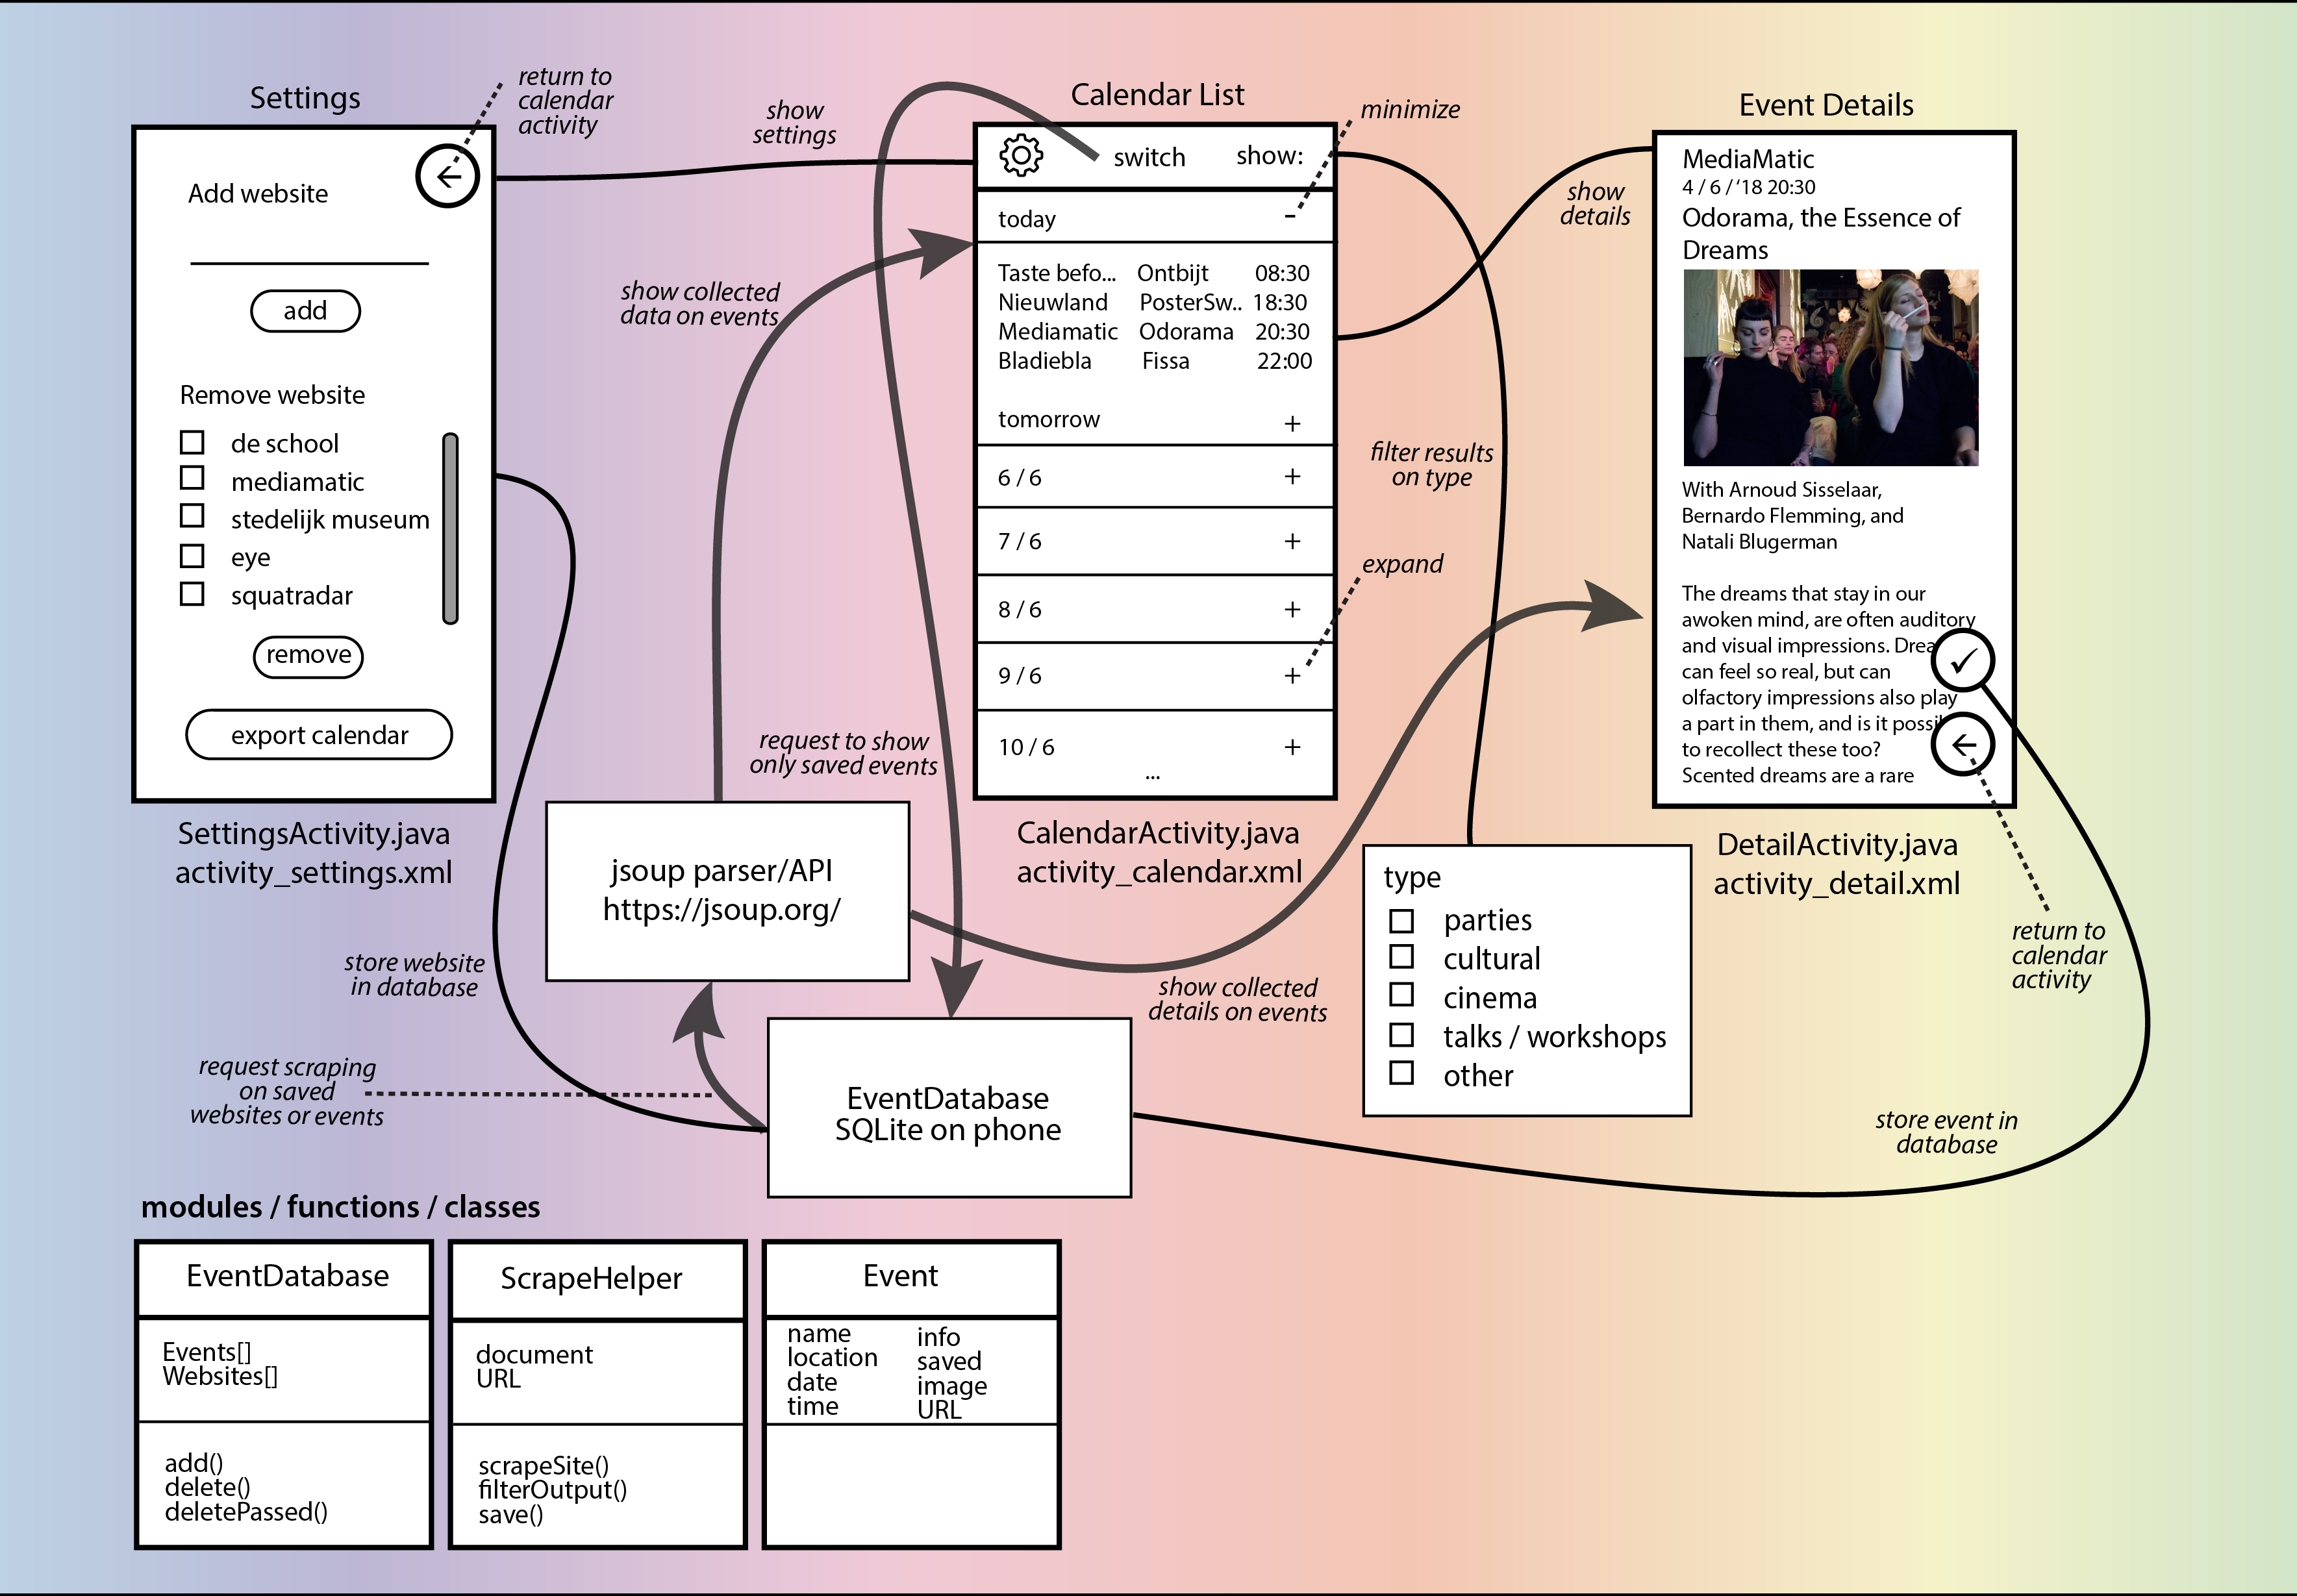 Settings
return to
calendar
activity
Add website
add
Remove website
de school
mediamatic
stedelijk museum
eye
squatradar
remove
export calendar
SettingsActivity.java
activity_settings.xml
show
settings
Calendar List
switch show:
minimize
today -
Taste befo... Ontbijt 08:30
Nieuwland PosterSw.. 18:30
Mediamatic Odorama 20:30
Bladiebla Fissa 22:00
tomorrow +
6 / 6 +
7 / 6 +
8 / 6 +
9 / 6 +
10 / 6 +
...
expand
CalendarActivity.java
activity_calendar.xml
show collected
data on events
request to show
only saved events
filter results
on type
show
details
Event Details
MediaMatic
4 / 6 / ‘18 20:30
Odorama, the Essence of
Dreams
With Arnoud Sisselaar,
Bernardo Flemming, and
Natali Blugerman
The dreams that stay in our
awoken mind, are often auditory
and visual impressions. Drea
can feel so real, but can
olfactory impressions also play
a part in them, and is it possi
to recollect these too?
Scented dreams are a rare
DetailActivity.java
activity_detail.xml
return to
calendar
activity
jsoup parser/API
https://jsoup.org/
type
parties
cultural
cinema
talks / workshops
other
store website
in database
show collected
details on events
request scraping
on saved
websites or events
EventDatabase
SQLite on phone
store event in
database
modules / functions / classes
EventDatabase
Events[]
Websites[]
add()
delete()
deletePassed()
ScrapeHelper
document
URL
scrapeSite()
filterOutput()
save()
Event
name info
location saved
date image
time URL